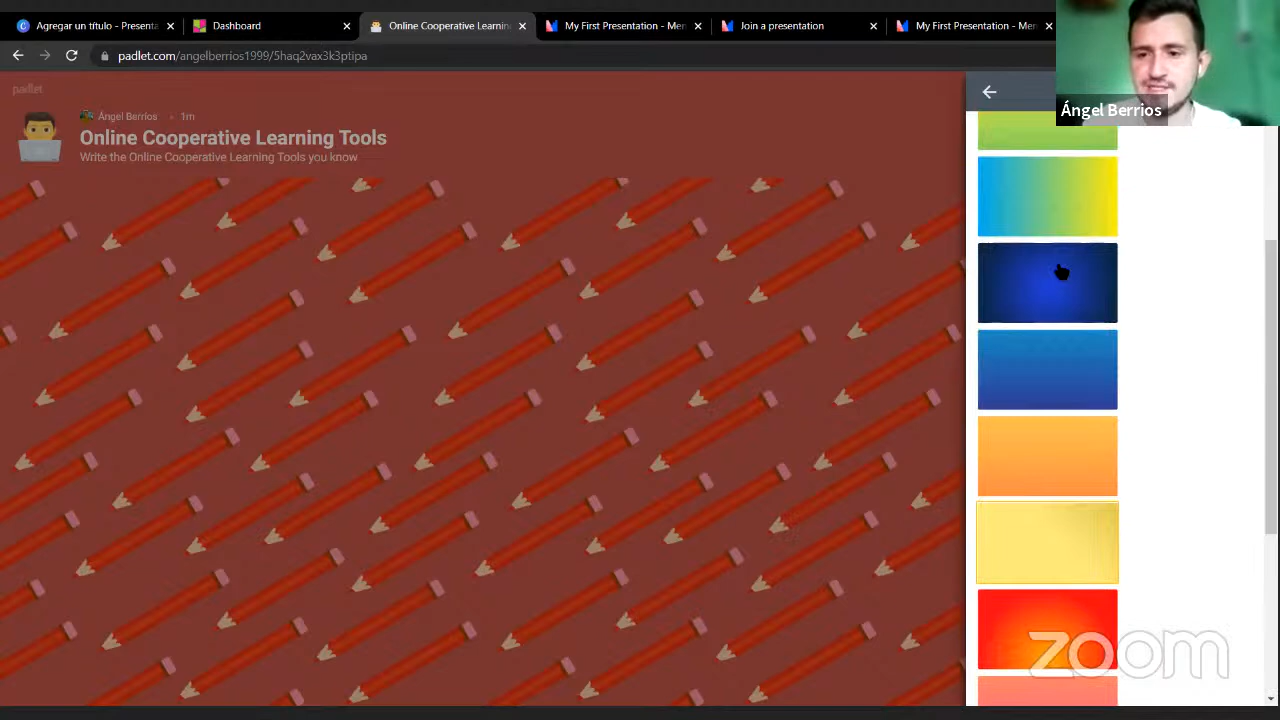 Agregar un título - Presenta
Dashboard
Online Cooperative Learning
My First Presentation - Men
Join a presentation
My First Presentation - Men
padlet.com/angelberrios1999/5haq2vax3k3ptipa
padlet
Ángel Berríos • 1m
Online Cooperative Learning Tools
Write the Online Cooperative Learning Tools you know
Ángel Berrios
zoom